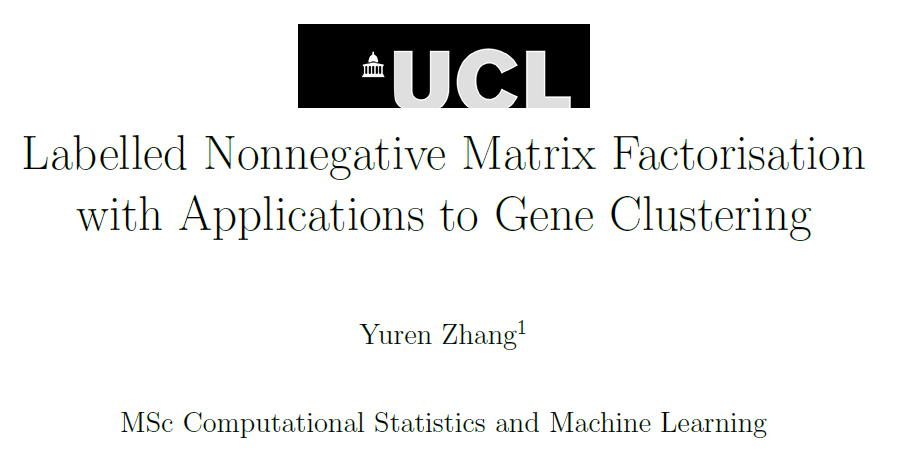 UCL
Labelled Nonnegative Matrix Factorisation
with Applications to Gene Clustering
Yuren Zhang¹
MSc Computational Statistics and Machine Learning